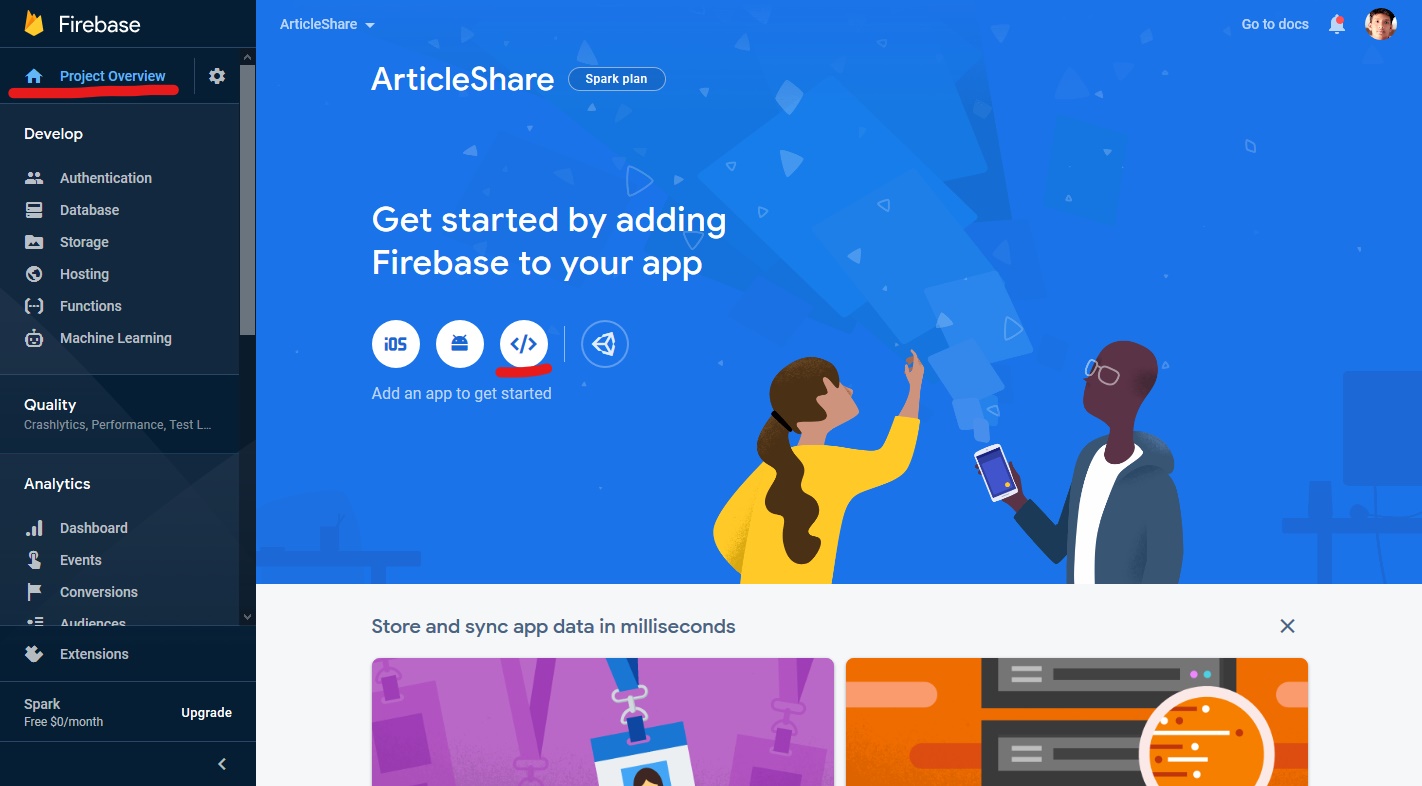 Firebase
Project Overview
Develop
Authentication
Database
Storage
Hosting
Functions
Machine Learning
Quality
Crashlytics, Performance, Test L...
Analytics
Dashboard
Events
Conversions
Audiences
Extensions
Spark
Free $0/month
Upgrade
ArticleShare
Go to docs
ArticleShare
Spark plan
Get started by adding
Firebase to your app
iOS
</>
Add an app to get started
Store and sync app data in milliseconds